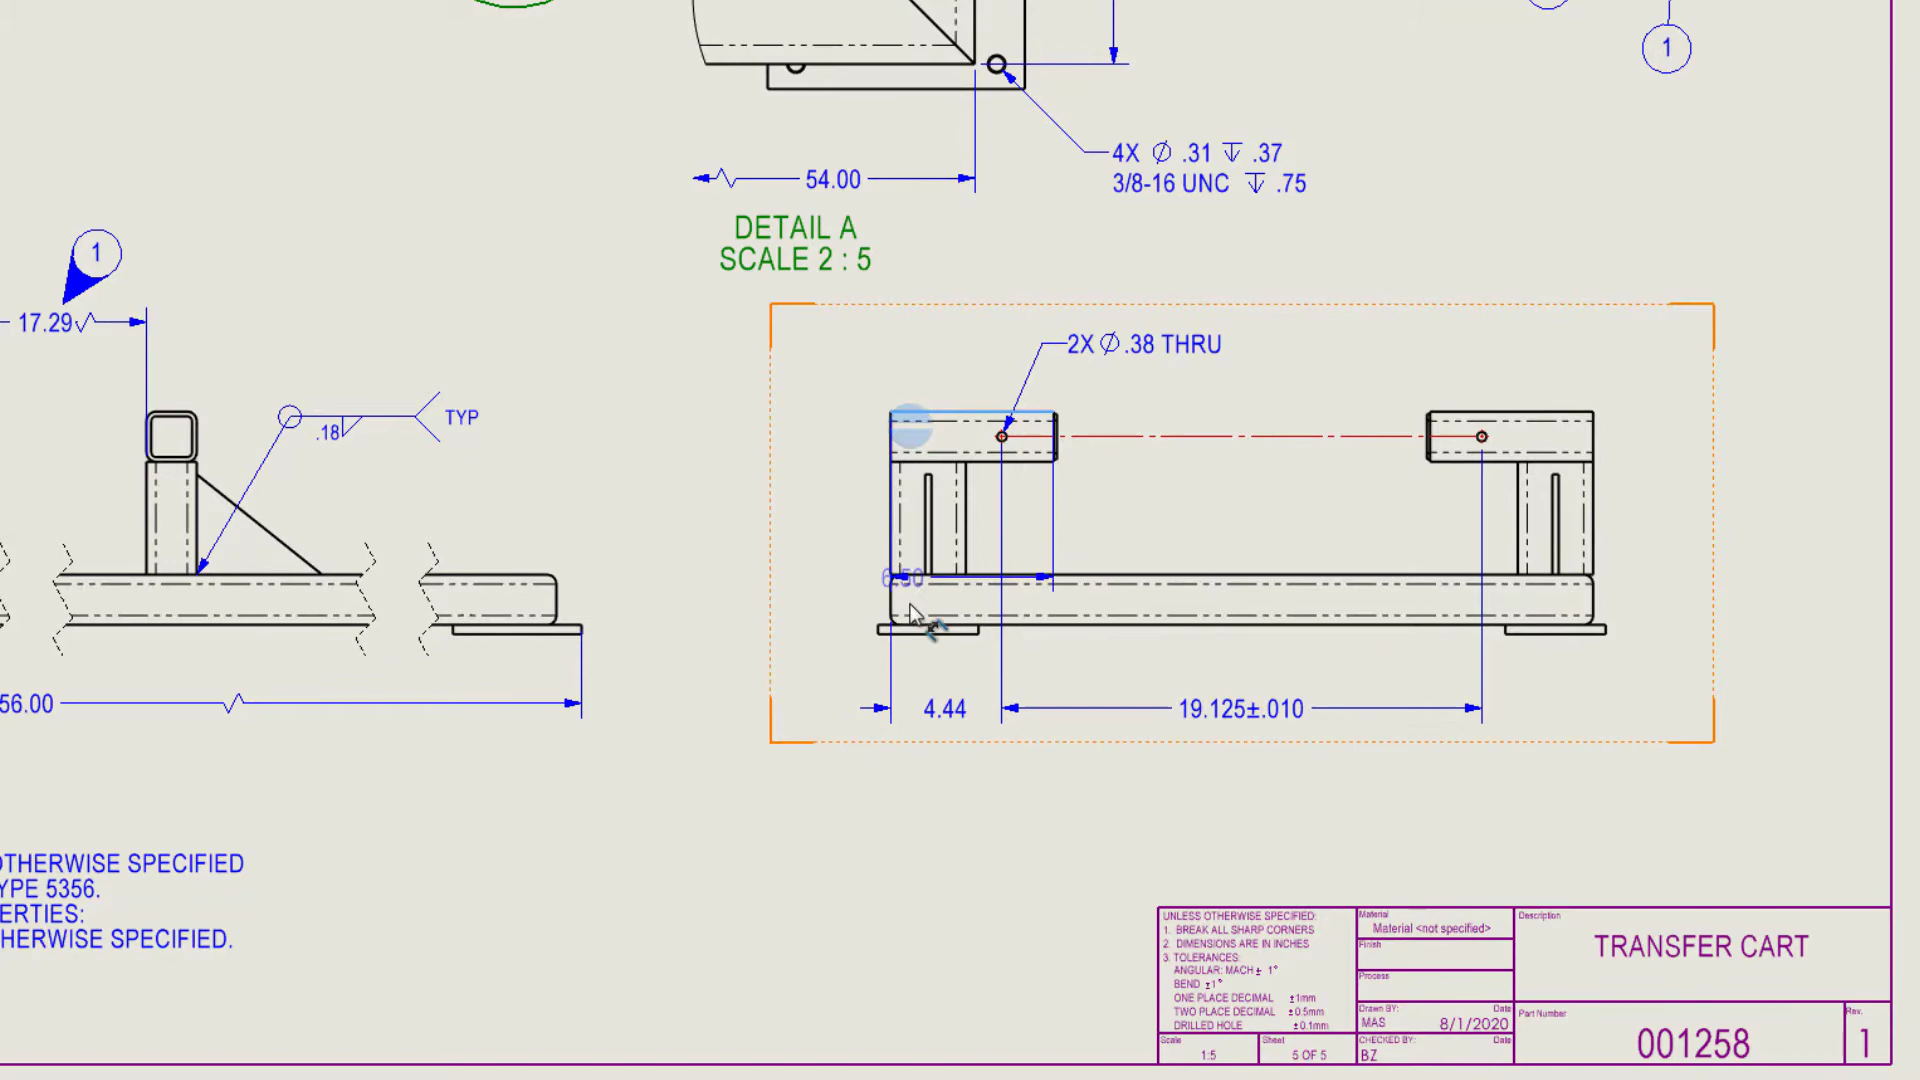 1
4X Ø .31 ↧ .37
3/8-16 UNC ↧ .75
54.00
DETAIL A
SCALE 2 : 5
1
17.29
2X Ø .38 THRU
.18
TYP
6.50
56.00
4.44
19.125±.010
OTHERWISE SPECIFIED
YPE 5356.
ERTIES:
HERWISE SPECIFIED.
UNLESS OTHERWISE SPECIFIED:
1. BREAK ALL SHARP CORNERS
2. DIMENSIONS ARE IN INCHES
3. TOLERANCES:
ANGULAR: MACH ± 1°
BEND ±1°
ONE PLACE DECIMAL ±1mm
TWO PLACE DECIMAL ±0.5mm
DRILLED HOLE ±0.1mm
Scale
1:5
Sheet
5 OF 5
Material
Material <not specified>
Finish
Process
Drawn BY: Date
MAS 8/1/2020
CHECKED BY: Date
BZ
Description
TRANSFER CART
Part Number
001258
Rev.
1